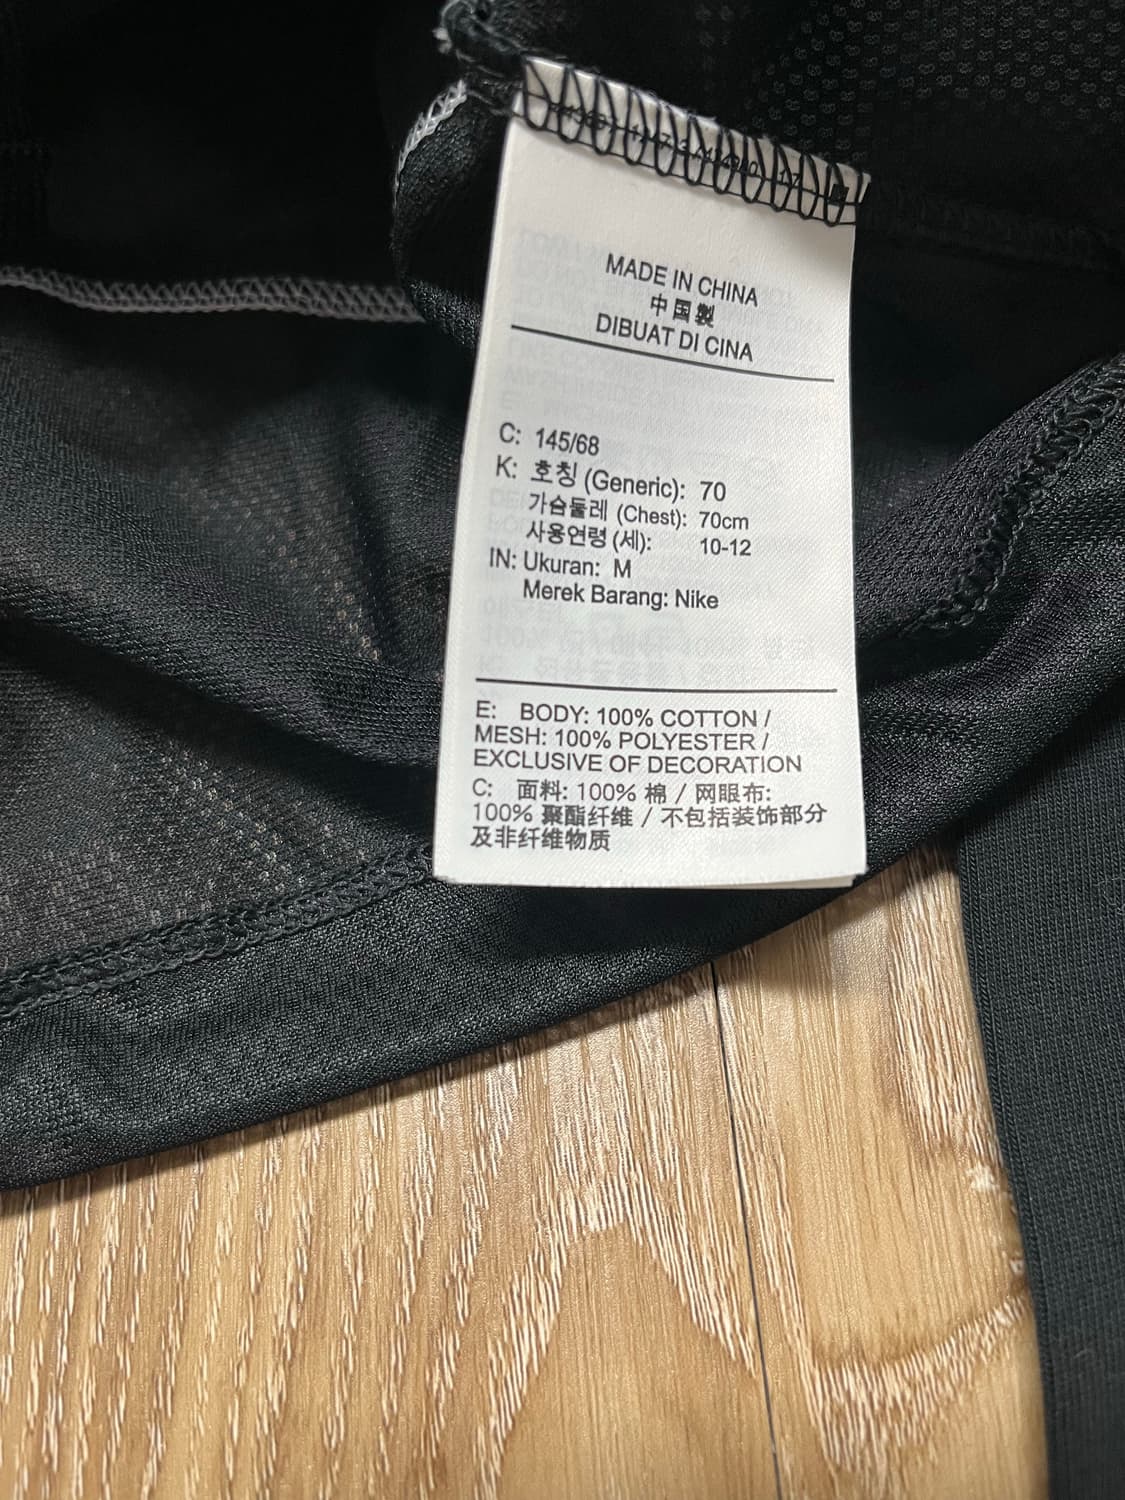 MADE IN CHINA
中国製
DIBUAT DI CINA
C: 145/68
K: 호칭 (Generic): 70
가슴둘레 (Chest): 70cm
사용연령 (세): 10-12
IN: Ukuran: M
Merek Barang: Nike
E: BODY: 100% COTTON /
MESH: 100% POLYESTER /
EXCLUSIVE OF DECORATION
C: 面料: 100% 棉 / 网眼布:
100% 聚酯纤维 / 不包括装饰部分
及非纤维物质